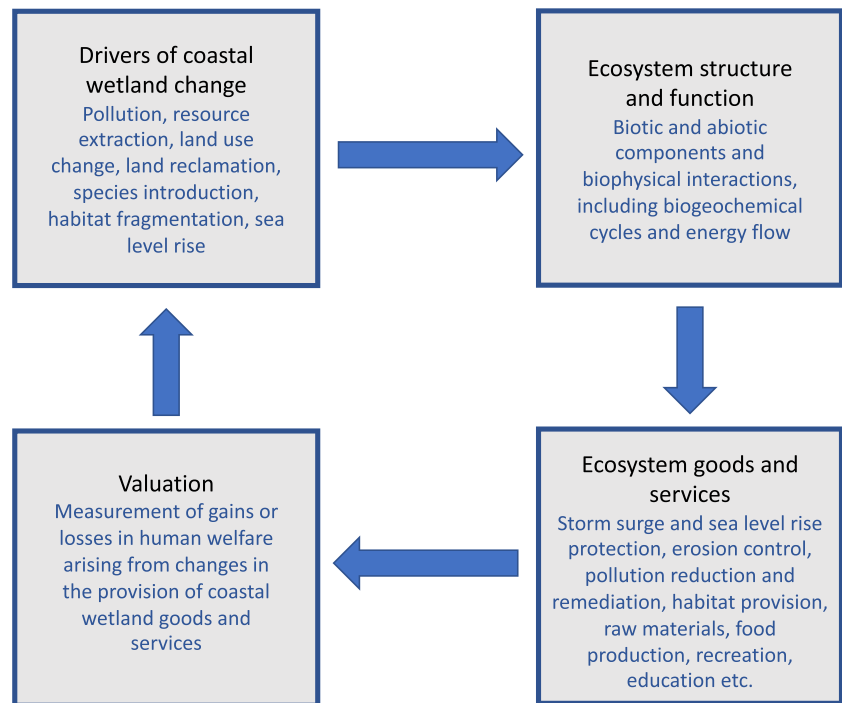 Drivers of coastal
wetland change
Pollution, resource
extraction, land use
change, land reclamation,
species introduction,
habitat fragmentation, sea
level rise
Ecosystem structure
and function
Biotic and abiotic
components and
biophysical interactions,
including biogeochemical
cycles and energy flow
Valuation
Measurement of gains or
losses in human welfare
arising from changes in
the provision of coastal
wetland goods and
services
Ecosystem goods and
services
Storm surge and sea level rise
protection, erosion control,
pollution reduction and
remediation, habitat provision,
raw materials, food
production, recreation,
education etc.